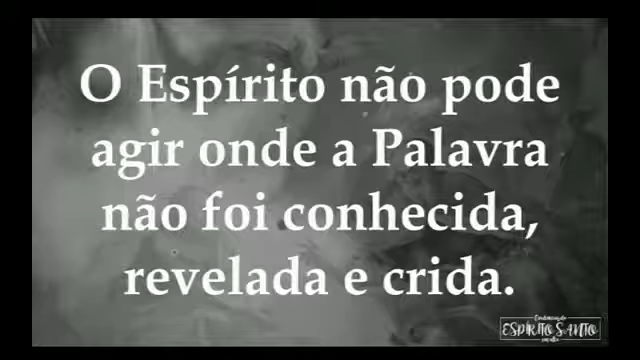 O Espírito não pode
agir onde a Palavra
não foi conhecida,
revelada e crida.
ESPÍRITO SANTO